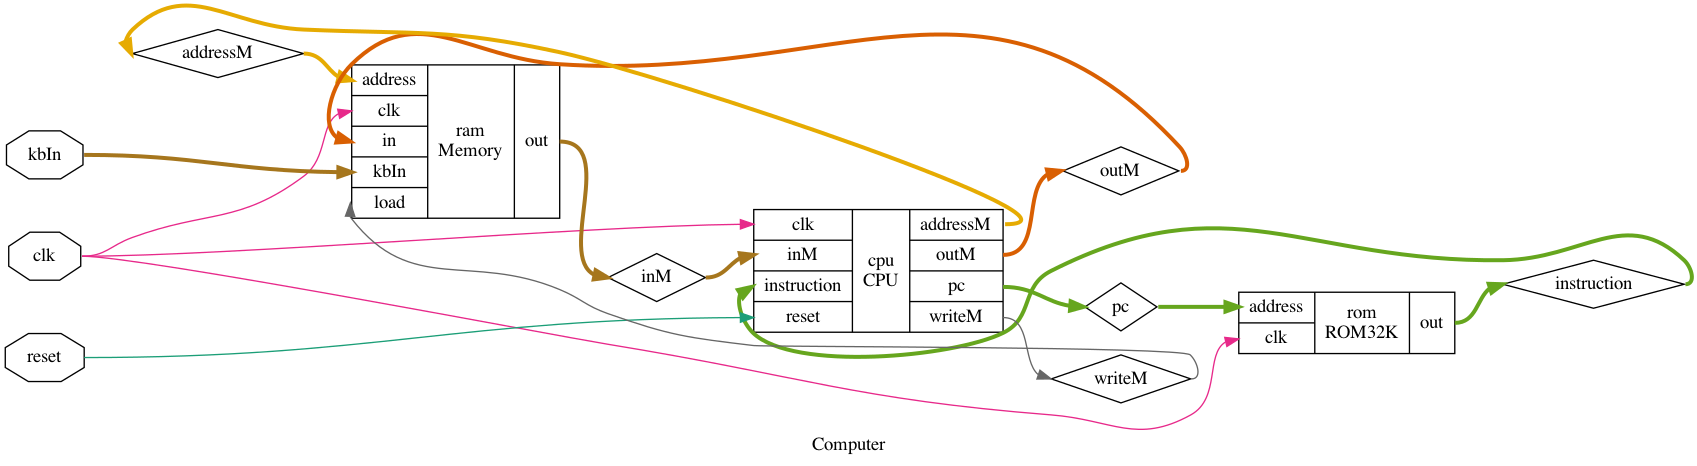 addressM
address
clk
in
kbIn
load
ram
Memory
out
kbIn
clk
reset
inM
clk
inM
instruction
reset
cpu
CPU
addressM
outM
pc
writeM
outM
pc
writeM
address
clk
rom
ROM32K
out
instruction
Computer